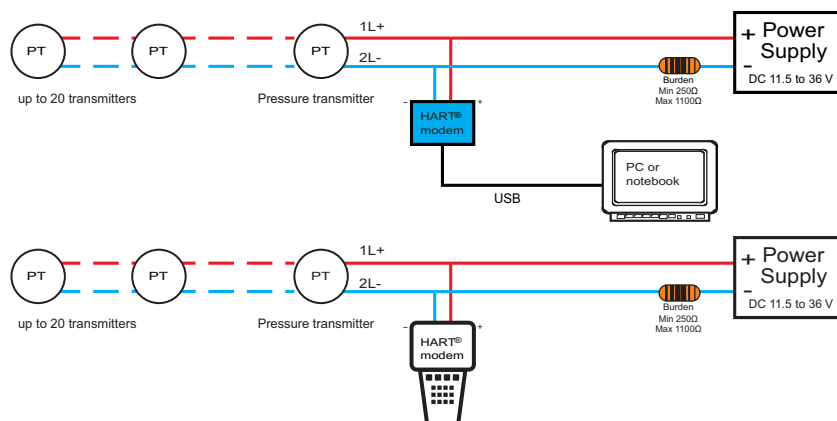 1L+
PT
PT
PT
2L-
up to 20 transmitters
Pressure transmitter
- +
HART®
modem
USB
PC or
notebook
Burden
Min 250Ω
Max 1100Ω
+ Power
Supply
-
DC 11.5 to 36 V
1L+
PT
PT
PT
2L-
up to 20 transmitters
Pressure transmitter
- +
HART®
modem
Burden
Min 250Ω
Max 1100Ω
+ Power
Supply
-
DC 11.5 to 36 V